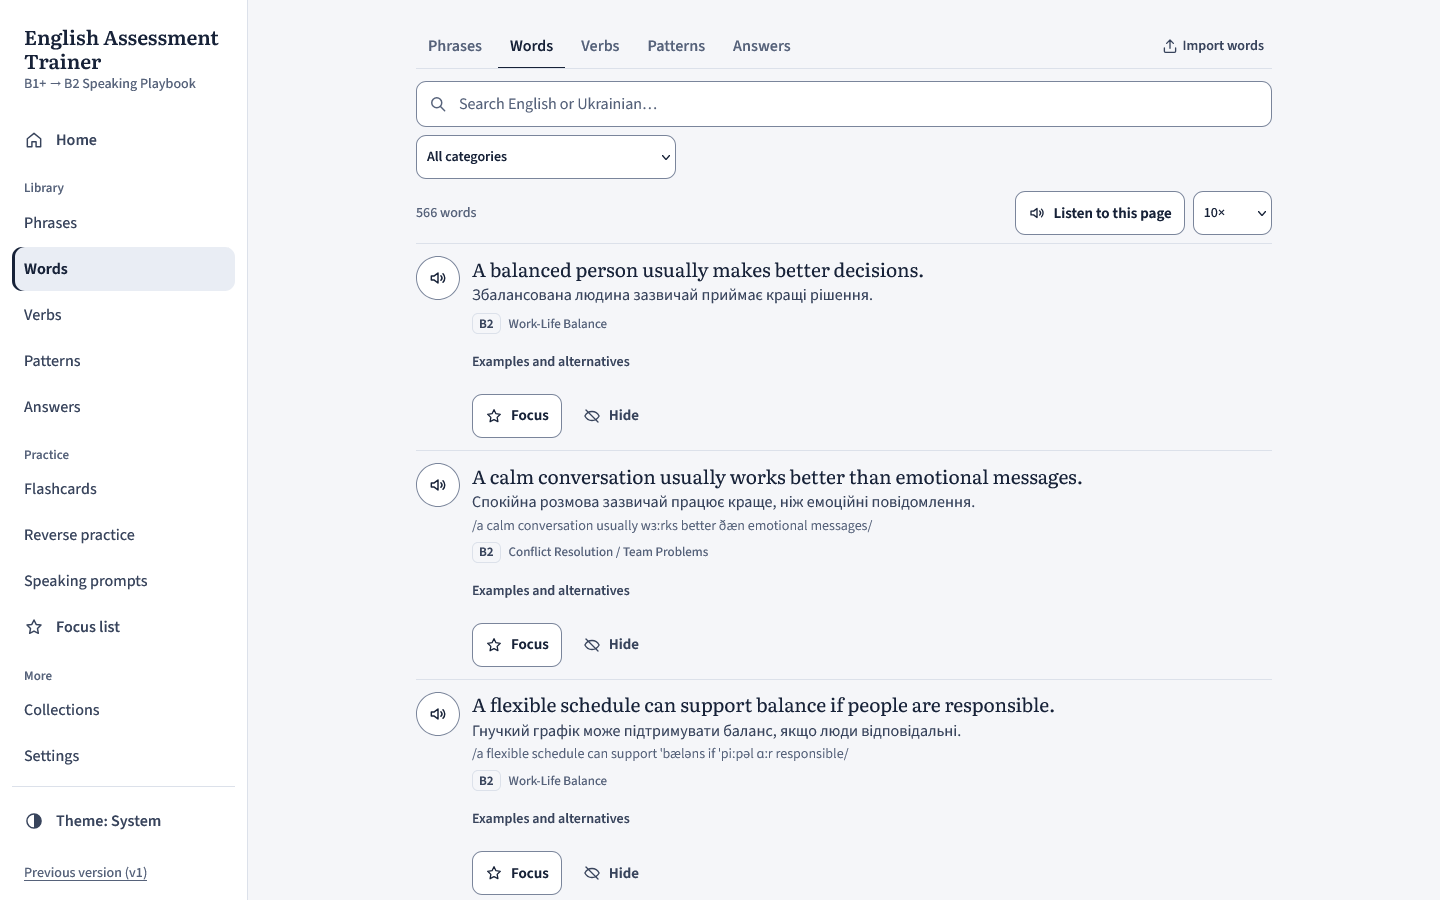 English Assessment
Trainer
B1+ → B2 Speaking Playbook
Home
Library
Phrases
Words
Verbs
Patterns
Answers
Practice
Flashcards
Reverse practice
Speaking prompts
Focus list
More
Collections
Settings
Theme: System
Previous version (v1)
Phrases Words Verbs Patterns Answers Import words
Search English or Ukrainian…
All categories
566 words Listen to this page 10×
A balanced person usually makes better decisions.
Збалансована людина зазвичай приймає кращі рішення.
B2 Work-Life Balance
Examples and alternatives
Focus Hide
A calm conversation usually works better than emotional messages.
Спокійна розмова зазвичай працює краще, ніж емоційні повідомлення.
/a calm conversation usually wɜːrks better ðæn emotional messages/
B2 Conflict Resolution / Team Problems
Examples and alternatives
Focus Hide
A flexible schedule can support balance if people are responsible.
Гнучкий графік може підтримувати баланс, якщо люди відповідальні.
/a flexible schedule can support ˈbæləns if ˈpiːpəl ɑːr responsible/
B2 Work-Life Balance
Examples and alternatives
Focus Hide